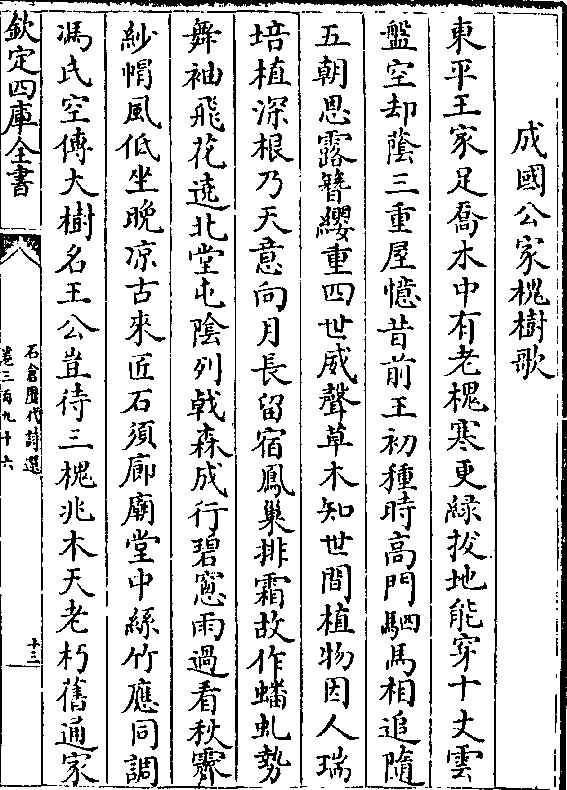 成國公家槐樹歌
東平王家足喬木中有老槐寒更緑拔地能穿十丈雲
盤空却蔭三重屋憶昔前王初種時髙門駟馬相追隨
五朝恩露簪纓重四世威聲草木知世間植物因人瑞
培植深根乃天意向月長留宿鳳巢排霜故作蟠虬勢
舞袖飛花遶北堂屯陰列㦸森成行碧窻雨過看秋霽
紗帽風低坐晚凉古來匠石須廊廟堂中絲竹應同調
馮氏空傳大樹名王公豈待三槐兆木天老朽舊通家
欽定四庫全書
石倉歴代詩選
卷三百九十六
十三